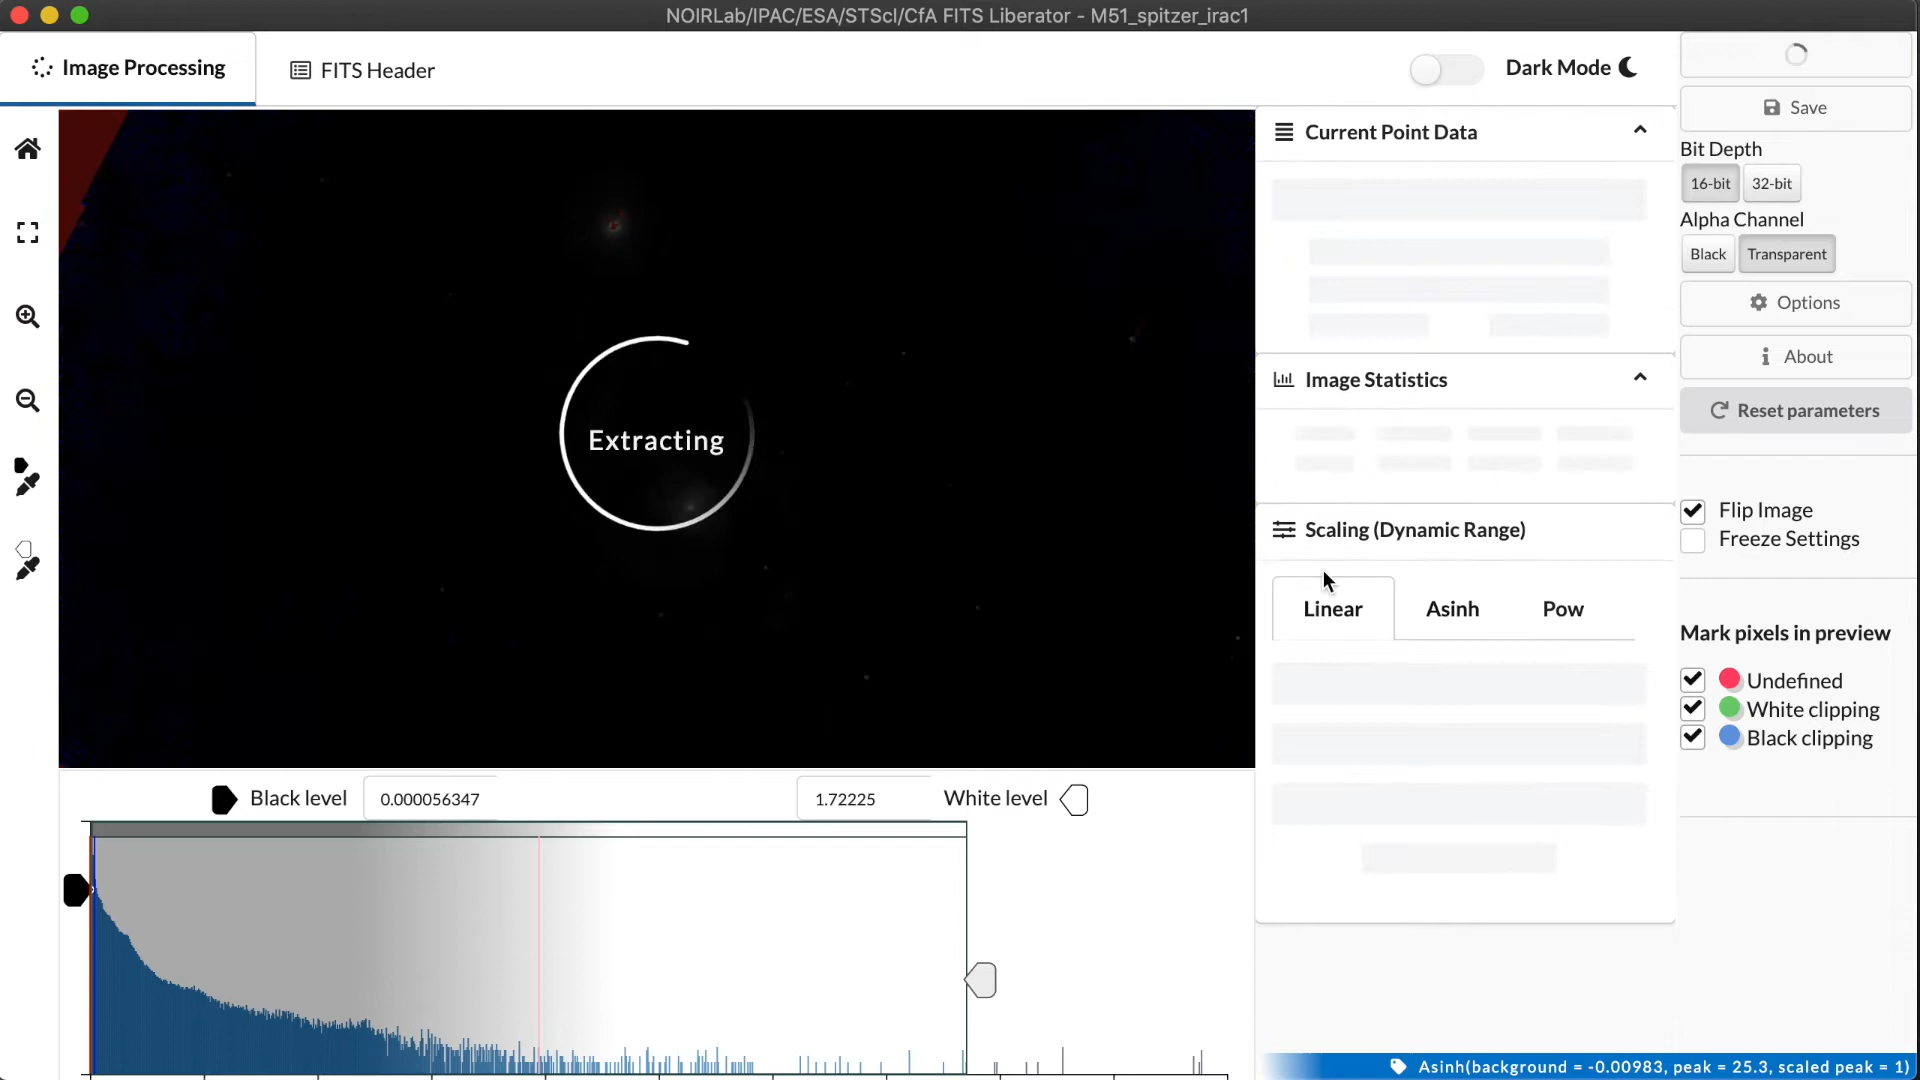 NOIRLab/IPAC/ESA/STScI/CfA FITS Liberator - M51_spitzer_irac1
Image Processing
FITS Header
Dark Mode
Save
Bit Depth
16-bit
32-bit
Alpha Channel
Black
Transparent
Options
About
Reset parameters
Flip Image
Freeze Settings
Mark pixels in preview
Undefined
White clipping
Black clipping
Current Point Data
Image Statistics
Scaling (Dynamic Range)
Linear
Asinh
Pow
Extracting
Black level
0.000056347
1.72225
White level
Asinh(background = -0.00983, peak = 25.3, scaled peak = 1)